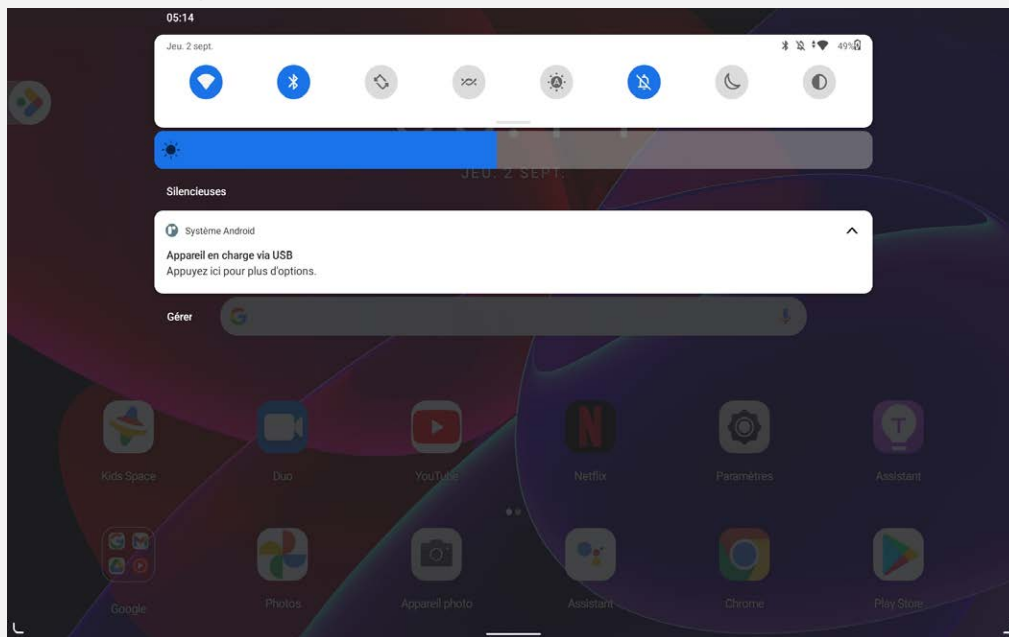 05:14
Jeu. 2 sept.
49%
JEU. 2 SEPT.
Silencieuses
Système Android
Appareil en charge via USB
Appuyez ici pour plus d'options.
Gérer
Kids Space
Duo
YouTube
Netflix
Paramètres
Assistant
Google
Photos
Appareil photo
Assistant
Chrome
Play Store